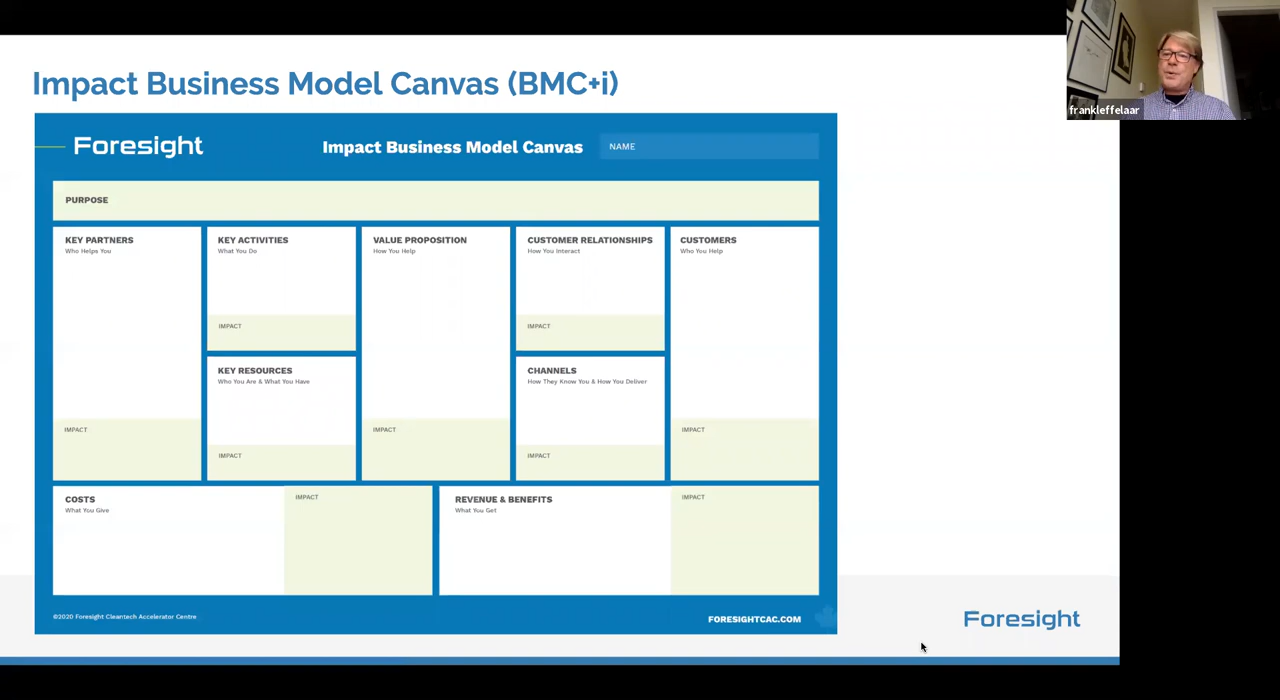 Impact Business Model Canvas (BMC+i)
frankleffelaar
Foresight
Impact Business Model Canvas
NAME
PURPOSE
KEY PARTNERS
Who Helps You
IMPACT
KEY ACTIVITIES
What You Do
IMPACT
KEY RESOURCES
Who You Are & What You Have
IMPACT
VALUE PROPOSITION
How You Help
IMPACT
CUSTOMER RELATIONSHIPS
How You Interact
IMPACT
CHANNELS
How They Know You & How You Deliver
IMPACT
CUSTOMERS
Who You Help
IMPACT
COSTS
What You Give
IMPACT
REVENUE & BENEFITS
What You Get
IMPACT
©2020 Foresight Cleantech Accelerator Centre
FORESIGHTCAC.COM
Foresight